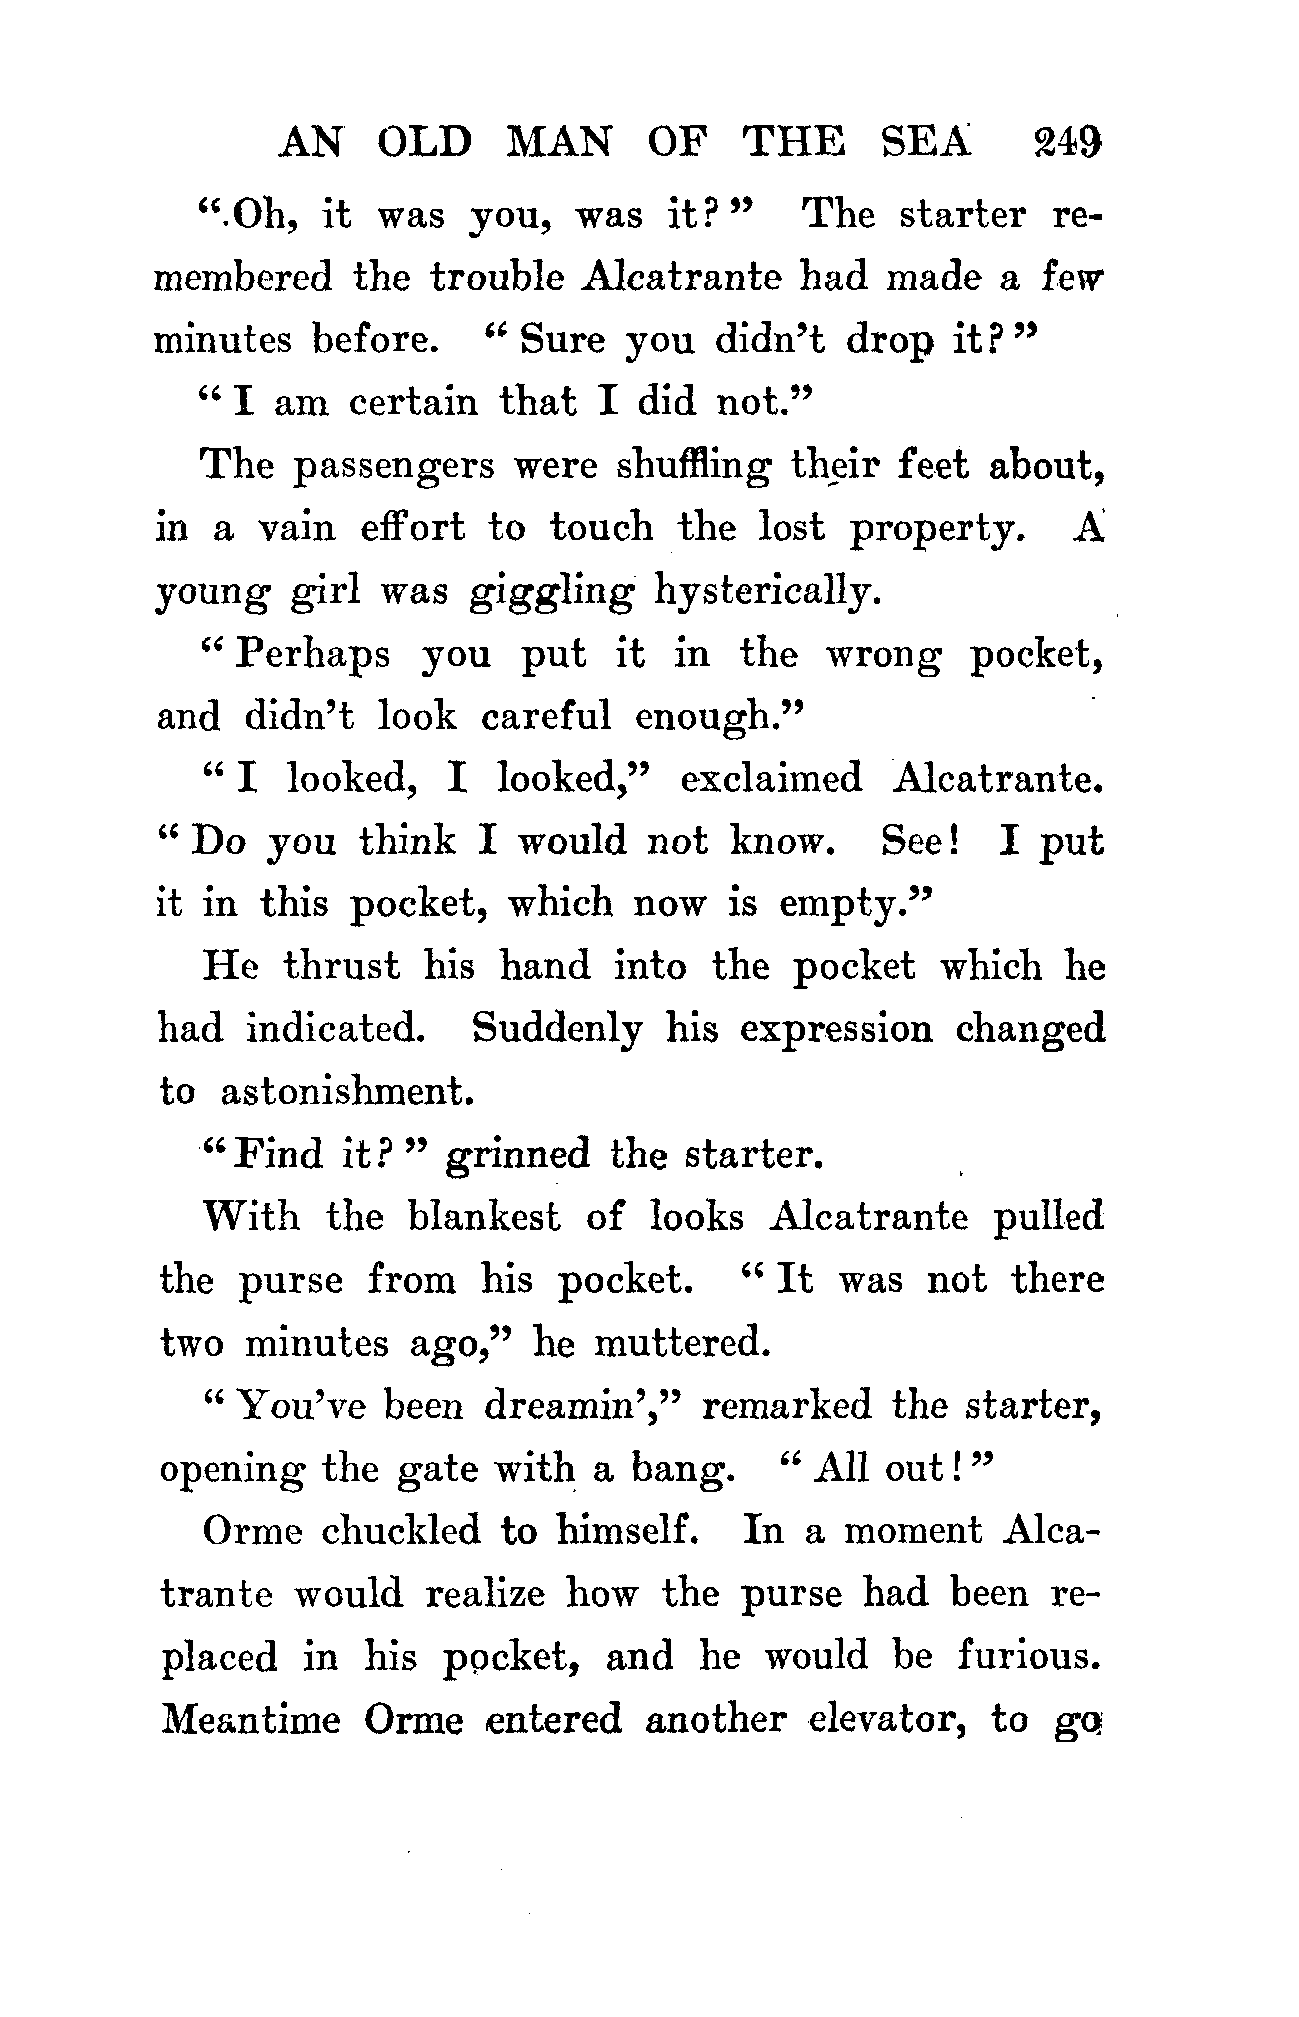 AN OLD MAN OF THE SEA 249
"Oh, it was you, was it?" The starter re-
membered the trouble Alcatrante had made a few
minutes before. "Sure you didn't drop it?"
"I am certain that I did not."
The passengers were shuffling their feet about,
in a vain effort to touch the lost property. A
young girl was giggling hysterically.
"Perhaps you put it in the wrong pocket,
and didn't look careful enough."
"I looked, I looked," exclaimed Alcatrante.
"Do you think I would not know. See! I put
it in this pocket, which now is empty."
He thrust his hand into the pocket which he
had indicated. Suddenly his expression changed
to astonishment.
"Find it?" grinned the starter.
With the blankest of looks Alcatrante pulled
the purse from his pocket. "It was not there
two minutes ago," he muttered.
"You've been dreamin'," remarked the starter,
opening the gate with a bang. "All out!"
Orme chuckled to himself. In a moment Alca-
trante would realize how the purse had been re-
placed in his pocket, and he would be furious.
Meantime Orme entered another elevator, to go